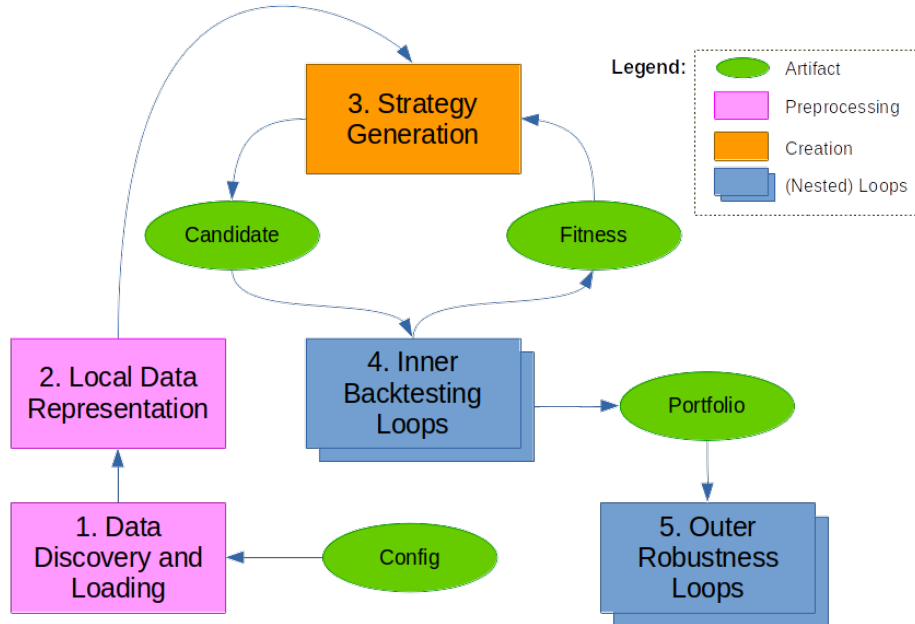 3. Strategy
Generation
Legend:
Artifact
Preprocessing
Creation
(Nested) Loops
Candidate
Fitness
2. Local Data
Representation
4. Inner
Backtesting
Loops
Portfolio
1. Data
Discovery and
Loading
Config
5. Outer
Robustness
Loops